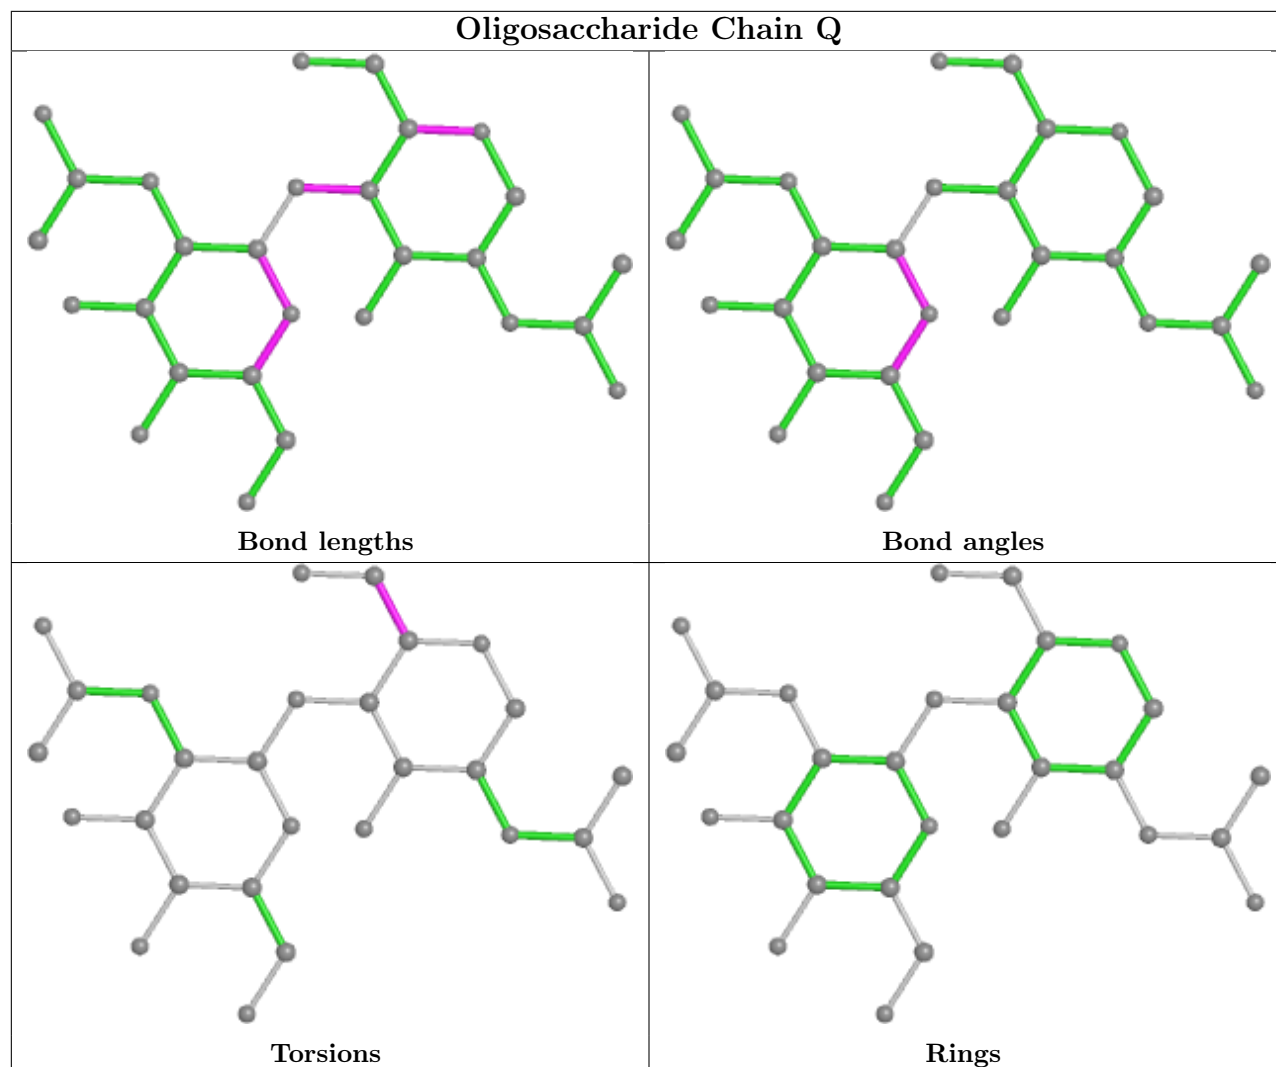 Oligosaccharide Chain Q
Bond lengths
Bond angles
Torsions
Rings